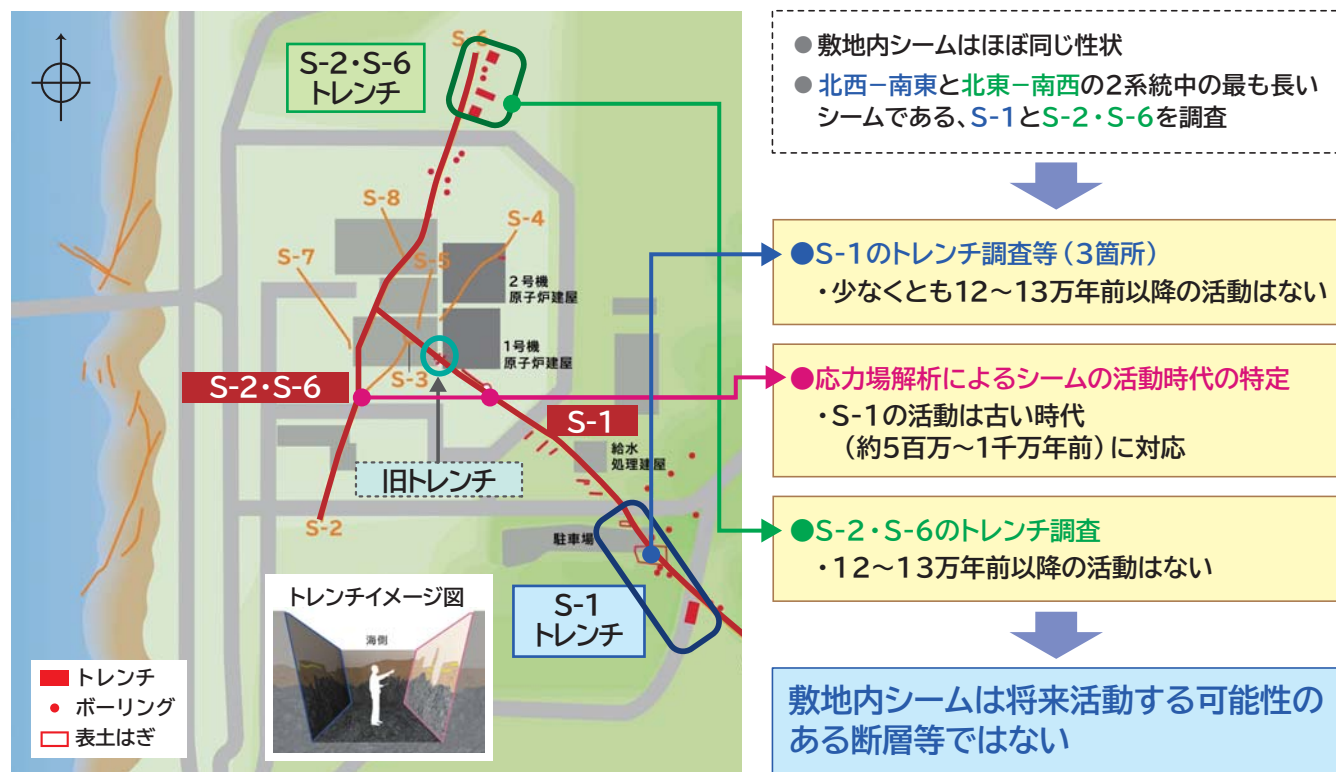 S-6
S-2・S-6
トレンチ
S-8
S-4
S-7
S-5
2号機
原子炉建屋
1号機
原子炉建屋
S-3
S-2・S-6
S-1
給水
処理建屋
旧トレンチ
S-2
駐車場
S-1
トレンチ
トレンチイメージ図
海側
トレンチ
ボーリング
表土はぎ
●敷地内シームはほぼ同じ性状
●北西−南東と北東−南西の2系統中の最も長い
シームである、S-1とS-2・S-6を調査
●S-1のトレンチ調査等（3箇所）
・少なくとも12〜13万年前以降の活動はない
●応力場解析によるシームの活動時代の特定
・S-1の活動は古い時代
（約5百万〜1千万年前）に対応
●S-2・S-6のトレンチ調査
・12〜13万年前以降の活動はない
敷地内シームは将来活動する可能性の
ある断層等ではない